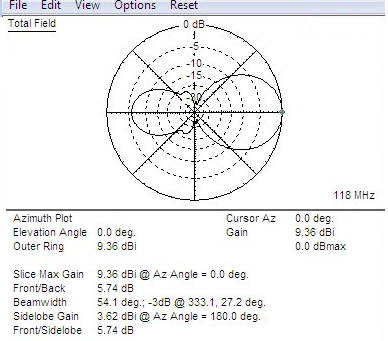 File Edit View Options Reset
Total Field
0 dB
-5
-10
-15
118 MHz
Azimuth Plot Cursor Az 0.0 deg.
Elevation Angle 0.0 deg. Gain 9.36 dBi
Outer Ring 9.36 dBi 0.0 dBmax
Slice Max Gain 9.36 dBi @ Az Angle = 0.0 deg.
Front/Back 5.74 dB
Beamwidth 54.1 deg.; -3dB @ 333.1, 27.2 deg.
Sidelobe Gain 3.62 dBi @ Az Angle = 180.0 deg.
Front/Sidelobe 5.74 dB